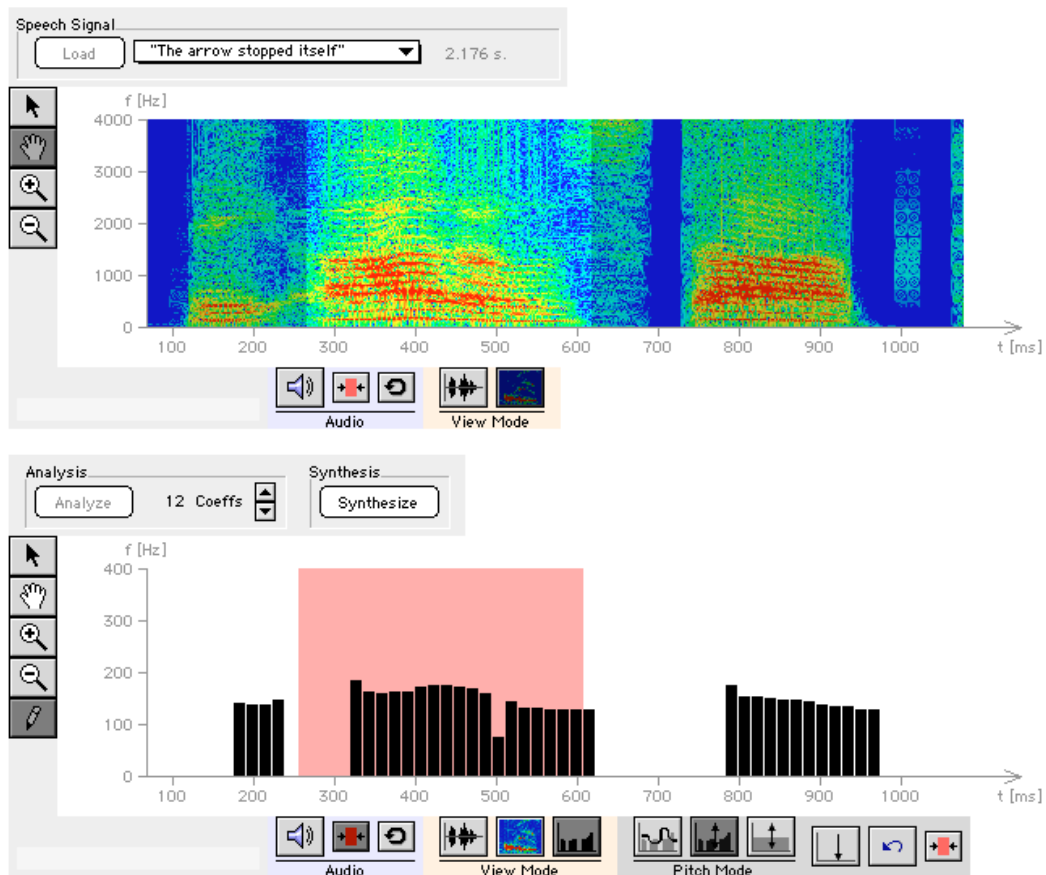 Speech Signal
Load "The arrow stopped itself" 2.176 s.
f [Hz]
4000
3000
2000
1000
0
100 200 300 400 500 600 700 800 900 1000 t [ms]
Audio View Mode
Analysis Synthesis
Analyze 12 Coeffs Synthesize
f [Hz]
400
300
200
100
0
100 200 300 400 500 600 700 800 900 1000 t [ms]
Audio View Mode Pitch Mode